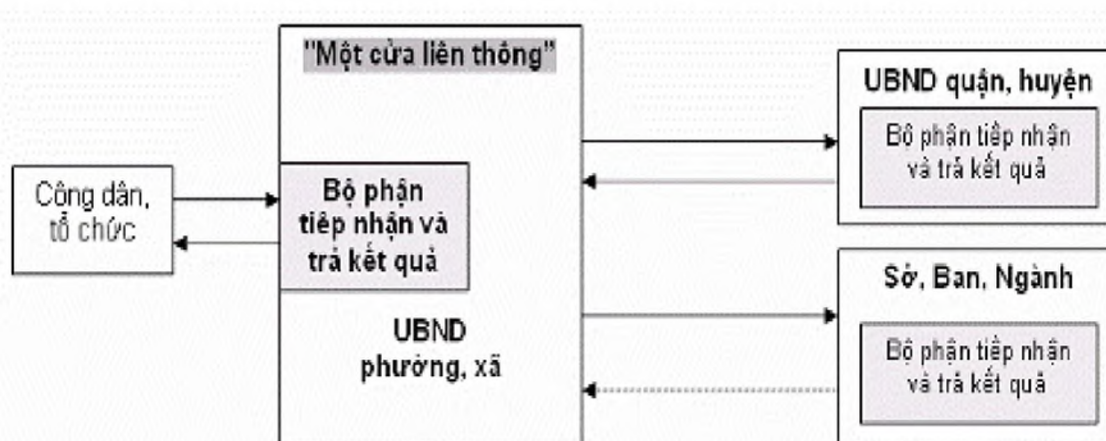 "Một cửa liên thông"
UBND quận, huyện
Bộ phận tiếp nhận
và trả kết quả
Công dân,
tổ chức
Bộ phận
tiếp nhận và
trả kết quả
UBND
phường, xã
Sở, Ban, Ngành
Bộ phận tiếp nhận
và trả kết quả